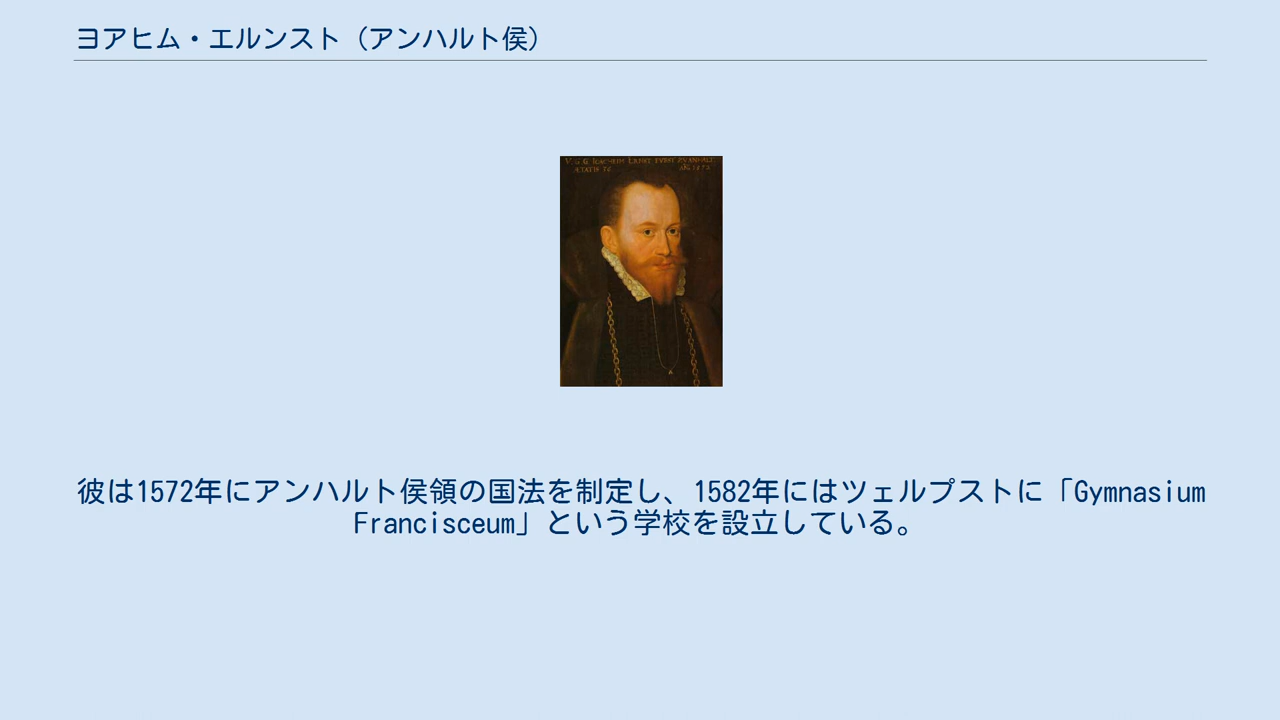 ヨアヒム・エルンスト（アンハルト侯）
ÆTATIS
彼は1572年にアンハルト侯領の国法を制定し、1582年にはツェルプストに「Gymnasium
Francisceum」という学校を設立している。